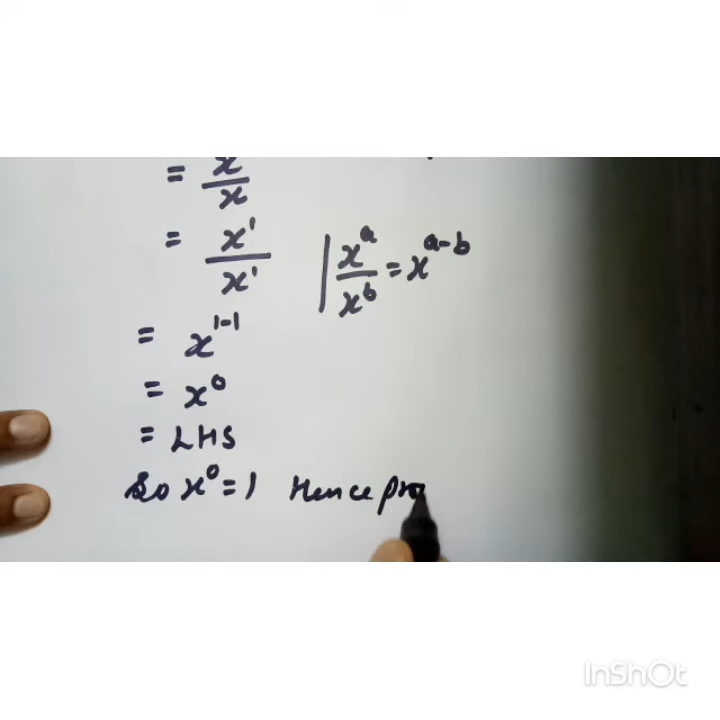 = x/x
= x¹/x¹ | xᵃ/xᵇ = xᵃ⁻ᵇ
= x¹⁻¹
= x⁰
= LHS
So x⁰ = 1 Hence pro
InShOt